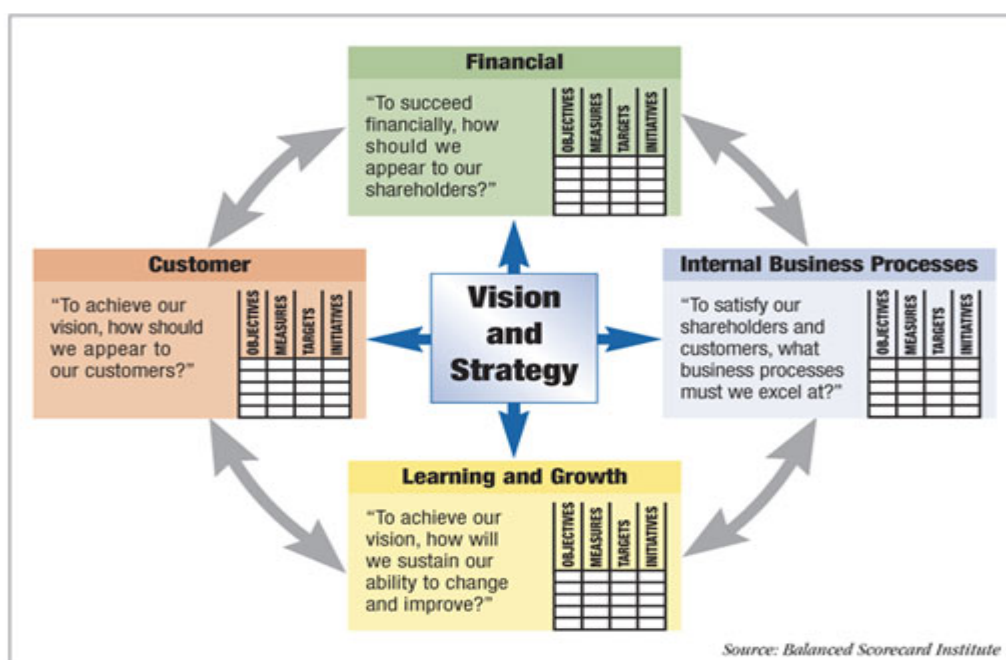 Financial
“To succeed
financially, how
should we
appear to our
shareholders?”
OBJECTIVES
MEASURES
TARGETS
INITIATIVES
Customer
“To achieve our
vision, how should
we appear to
our customers?”
OBJECTIVES
MEASURES
TARGETS
INITIATIVES
Vision
and
Strategy
Internal Business Processes
“To satisfy our
shareholders and
customers, what
business processes
must we excel at?”
OBJECTIVES
MEASURES
TARGETS
INITIATIVES
Learning and Growth
“To achieve our
vision, how will
we sustain our
ability to change
and improve?”
OBJECTIVES
MEASURES
TARGETS
INITIATIVES
Source: Balanced Scorecard Institute